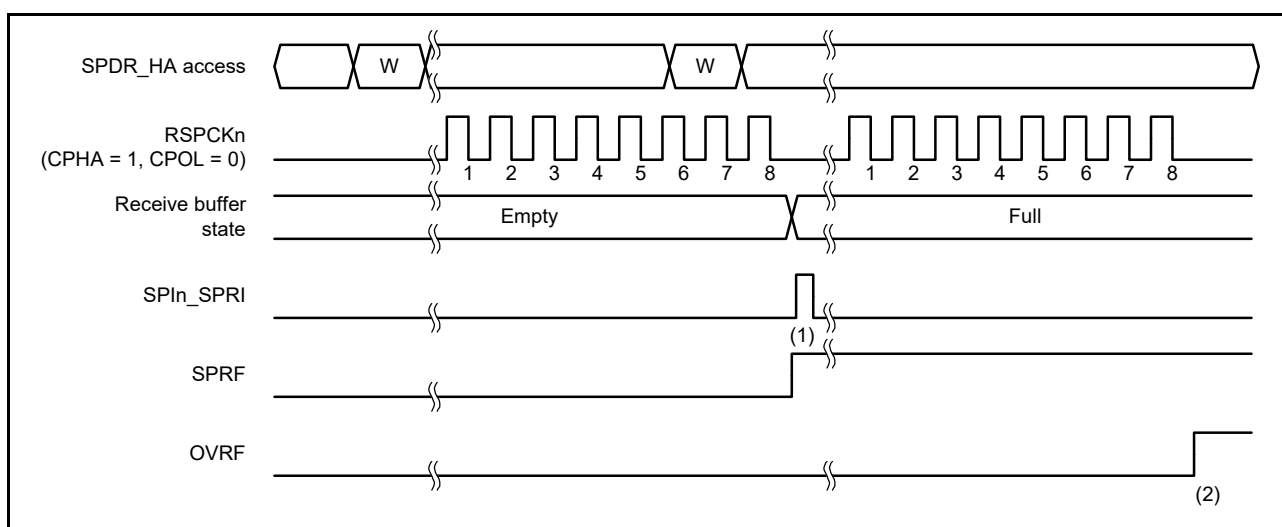 SPDR_HA access
W
W
RSPCKn
(CPHA = 1, CPOL = 0)
1 2 3 4 5 6 7 8
1 2 3 4 5 6 7 8
Receive buffer
state
Empty
Full
SPIn_SPRI
(1)
SPRF
OVRF
(2)